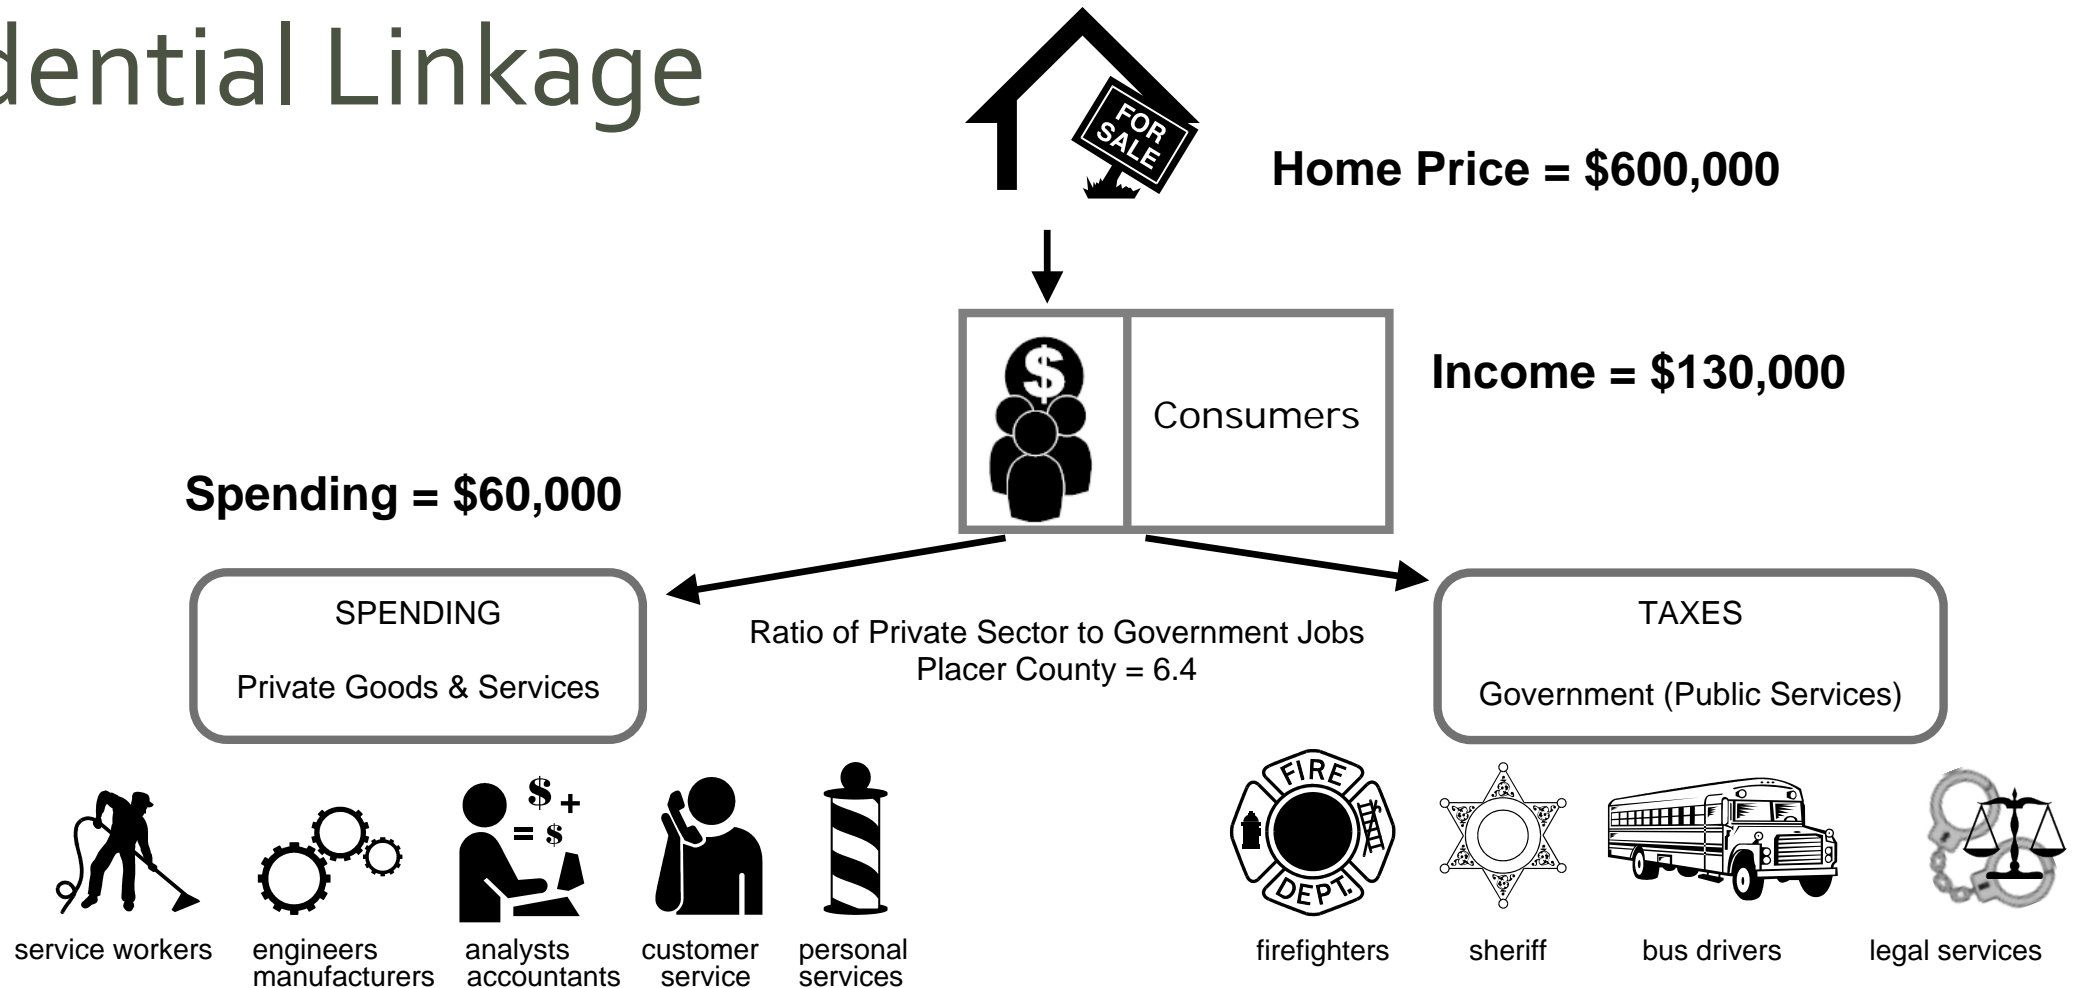 dential Linkage
FOR
SALE
Home Price = $600,000
$
Consumers
Income = $130,000
Spending = $60,000
SPENDING
Private Goods & Services
Ratio of Private Sector to Government Jobs
Placer County = 6.4
TAXES
Government (Public Services)
$ +
= $
FIRE
DEPT.
service workers
engineers
manufacturers
analysts
accountants
customer
service
personal
services
firefighters
sheriff
bus drivers
legal services